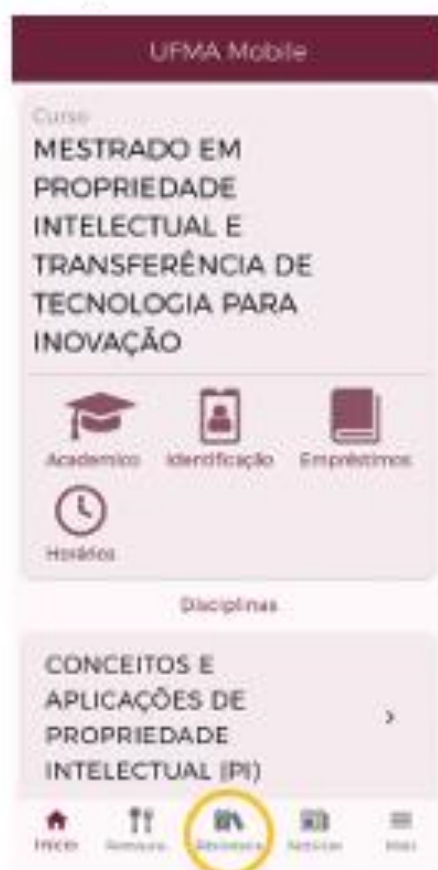 UFMA Mobile
Curso
MESTRADO EM
PROPRIEDADE
INTELECTUAL E
TRANSFERÊNCIA DE
TECNOLOGIA PARA
INOVAÇÃO
Academico Identificação Empréstimos
Horários
Disciplinas
CONCEITOS E
APLICAÇÕES DE
PROPRIEDADE
INTELECTUAL (PI)
Início Biblioteca Notícias Mais